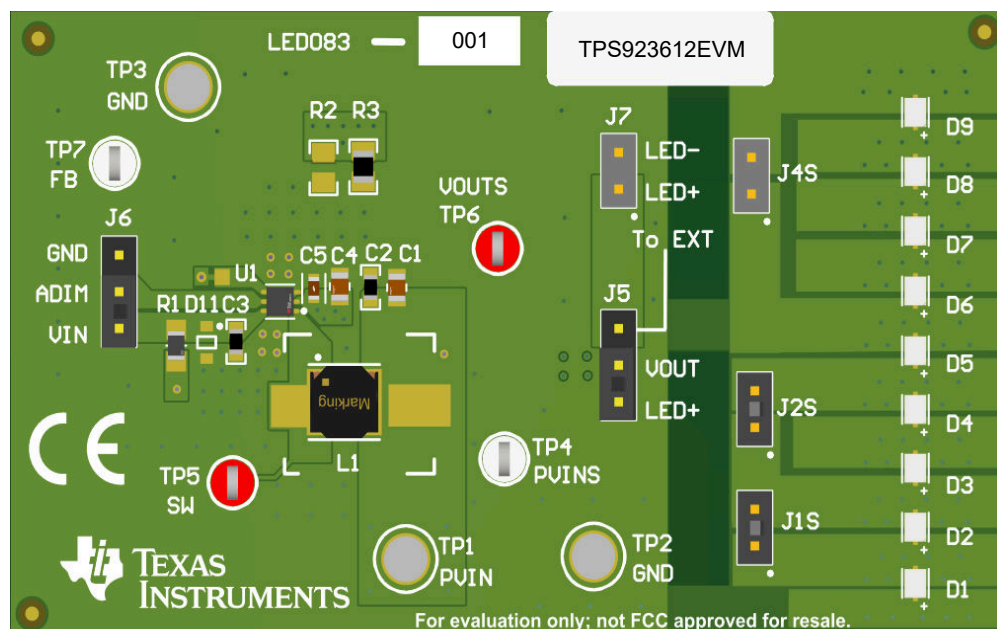 LED083 — 001
TPS923612EVM
TP3
GND
TP7
FB
J6
GND
ADIM
VIN
R2 R3
VOUTS
TP6
U1
C5 C4 C2 C1
R1 D11 C3
Marking
L1
TP5
SW
TP4
PVINS
TP1
PVIN
TP2
GND
J7
LED-
LED+
To EXT
J5
VOUT
LED+
J4S
J2S
J1S
D9
D8
D7
D6
D5
D4
D3
D2
D1
+
+
+
+
+
+
+
+
+
CE
TEXAS
INSTRUMENTS
For evaluation only; not FCC approved for resale.